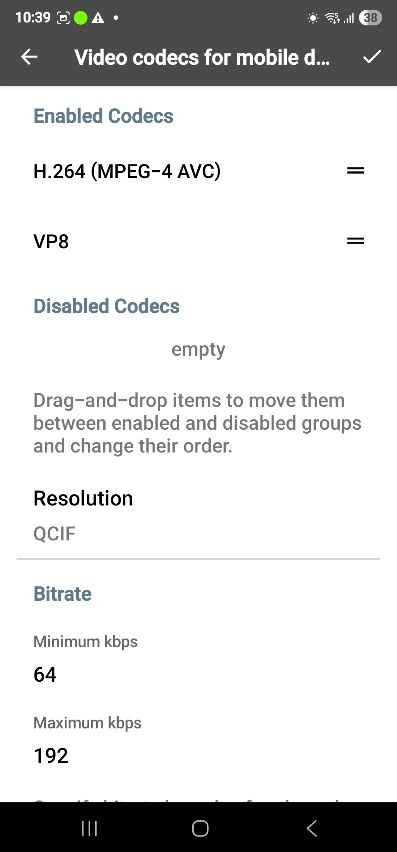 10:39
38
Video codecs for mobile d...
Enabled Codecs
H.264 (MPEG-4 AVC)
VP8
Disabled Codecs
empty
Drag-and-drop items to move them
between enabled and disabled groups
and change their order.
Resolution
QCIF
Bitrate
Minimum kbps
64
Maximum kbps
192